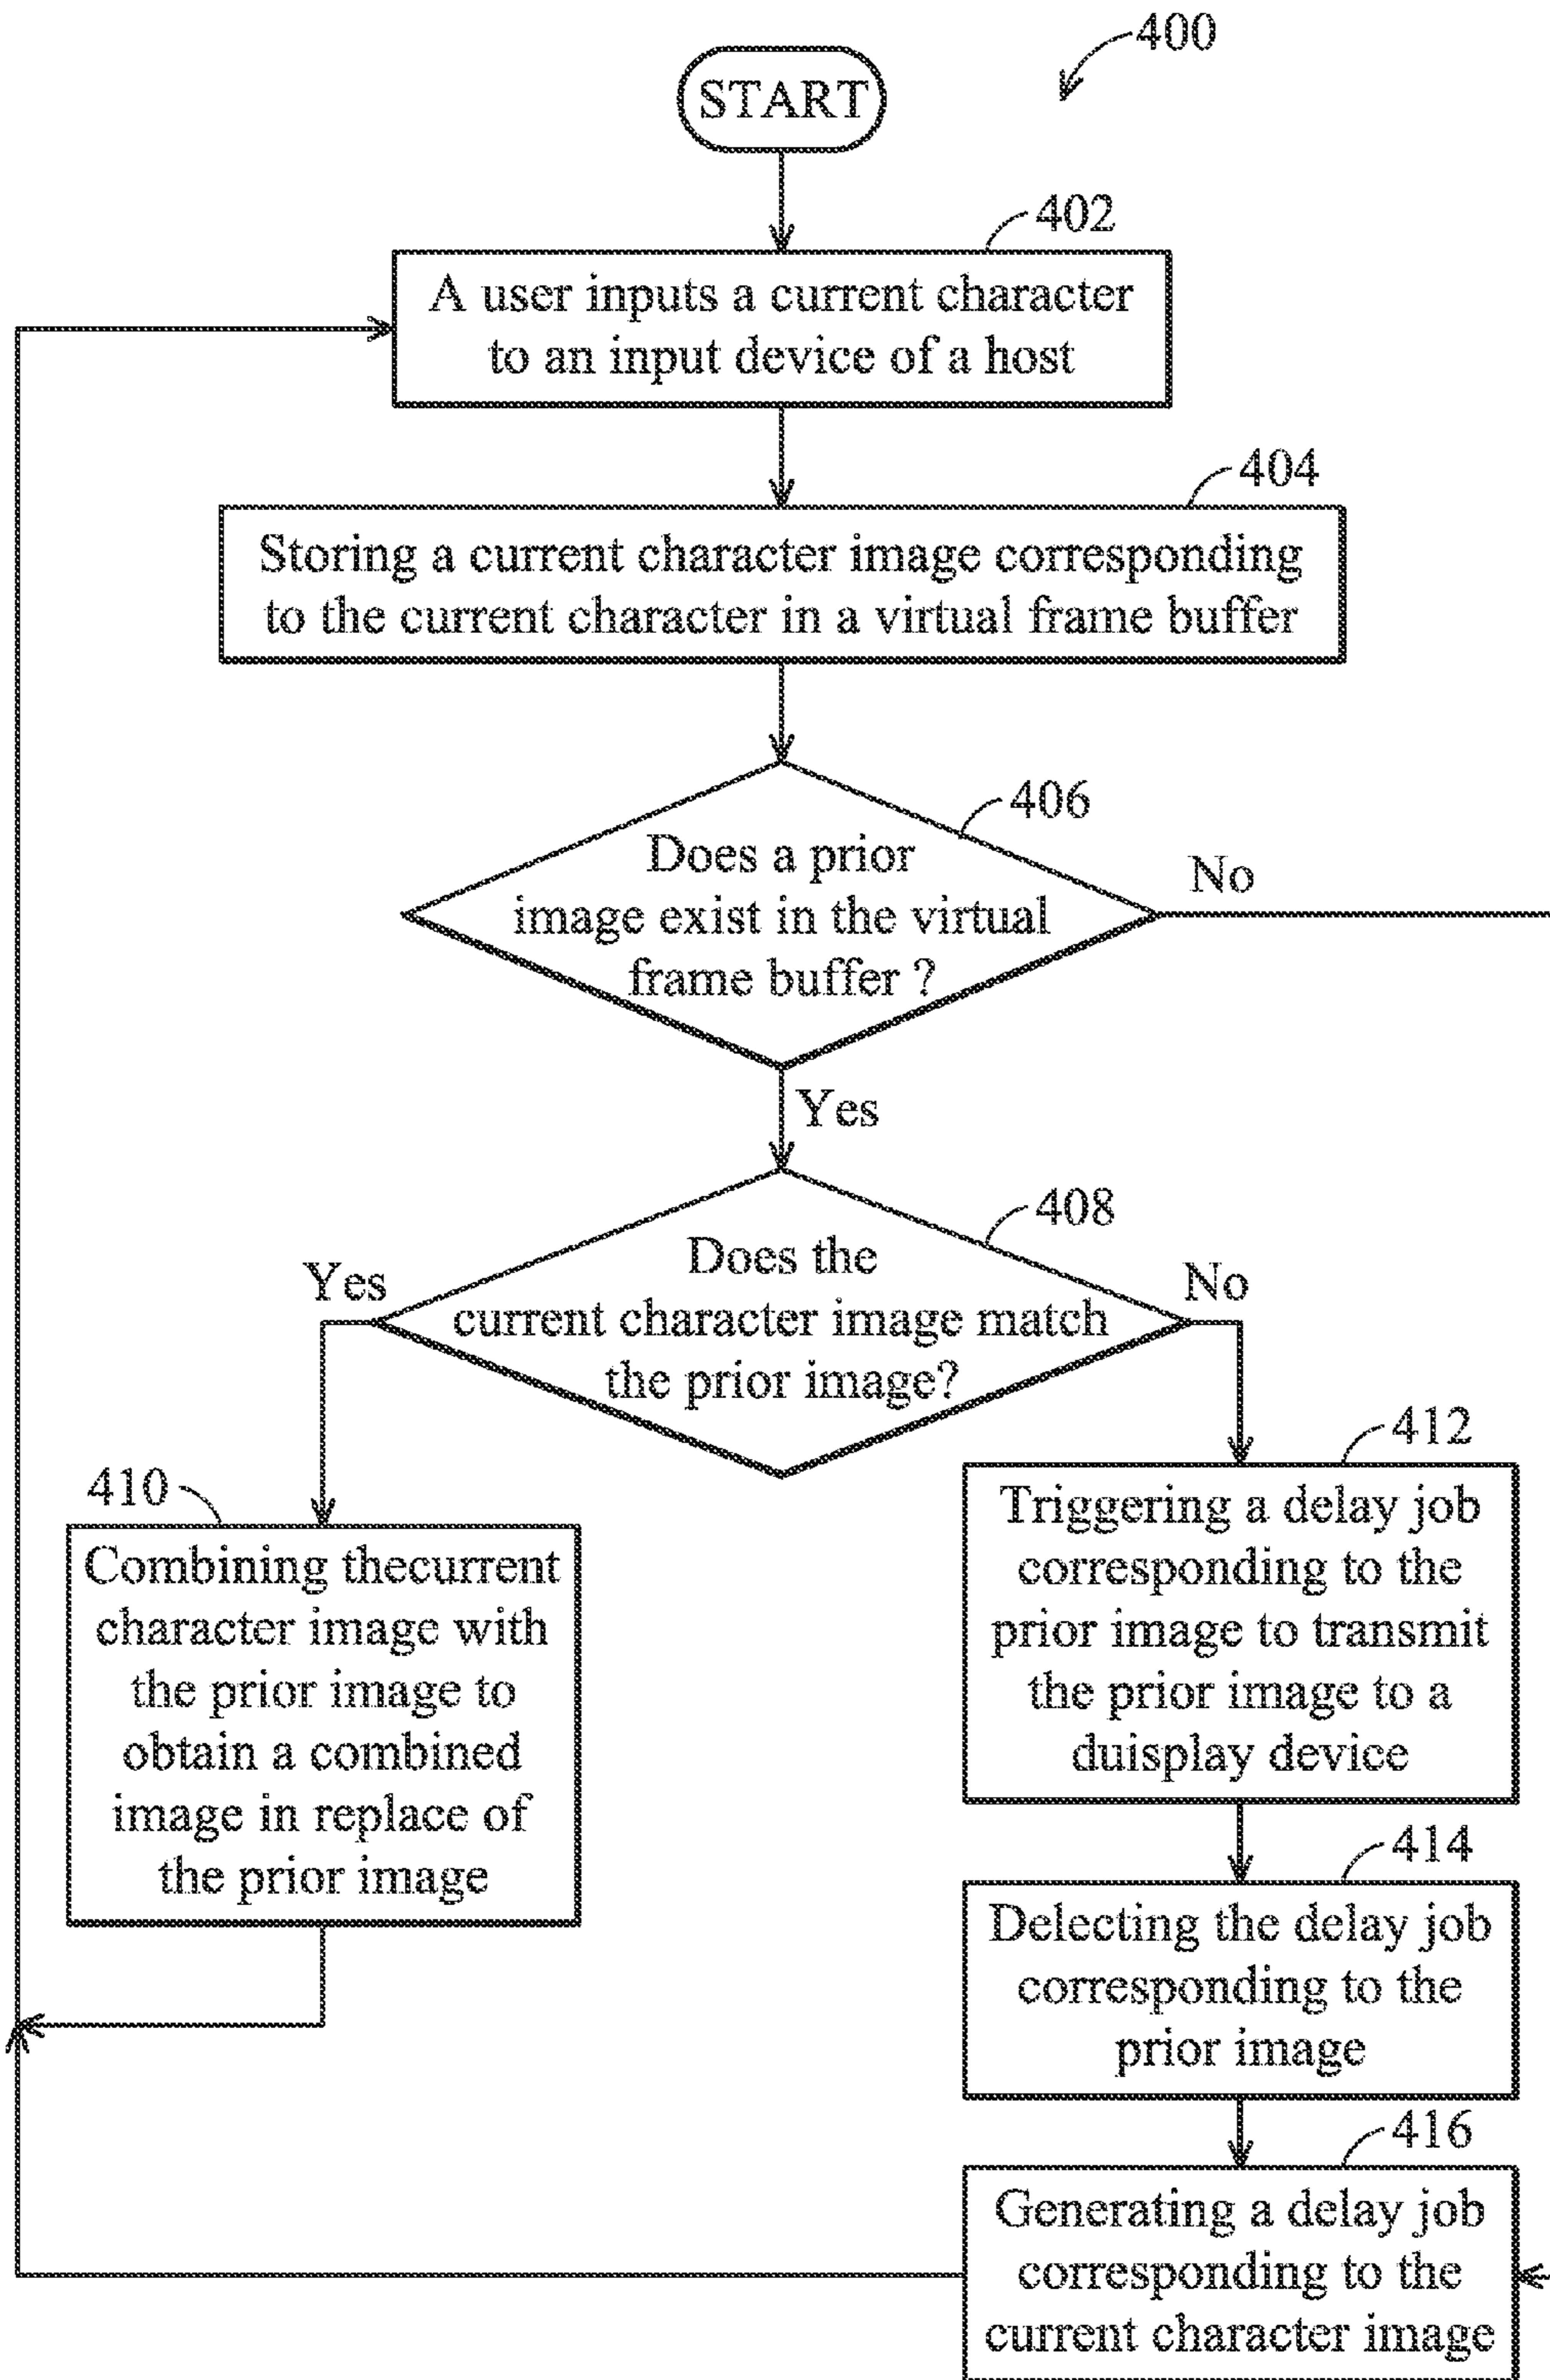 400
START
402
A user inputs a current character
to an input device of a host
404
Storing a current character image corresponding
to the current character in a virtual frame buffer
406
Does a prior
image exist in the virtual
frame buffer ?
No
Yes
408
Does the
current character image match
the prior image?
Yes
No
410
Combining thecurrent
character image with
the prior image to
obtain a combined
image in replace of
the prior image
412
Triggering a delay job
corresponding to the
prior image to transmit
the prior image to a
duisplay device
414
Delecting the delay job
corresponding to the
prior image
416
Generating a delay job
corresponding to the
current character image